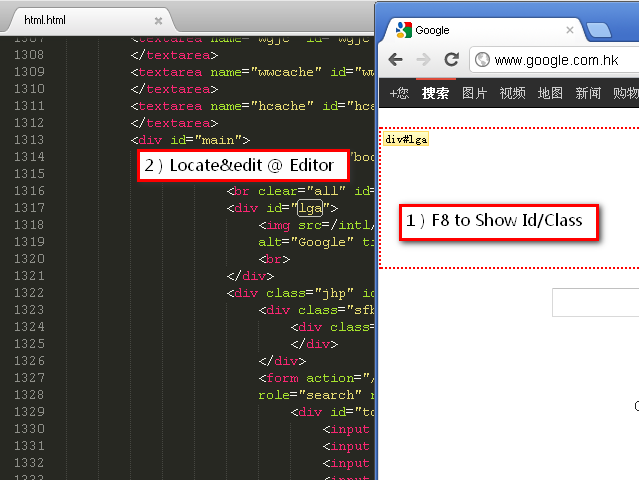 html.html
1307 <textarea name="wgjc" id="wgjc
1308 </textarea>
1309 <textarea name="wwcache" id="ww
1310 </textarea>
1311 <textarea name="hcache" id="hca
1312 </textarea>
1313 <div id="main">
1314 "boo
2）Locate&edit @ Editor
1315
1316 <br clear="all" id=
1317 <div id="lga">
1318 <img src=/intl/
1319 alt="Google" ti
1320 <br>
1321 </div>
1322 <div class="jhp" id
1323 <div class="sfb
1324 <div class=
1325 </div>
1326 </div>
1327 <form action="/
1328 role="search" n
1329 <div id="to
1330 <input
1331 <input
1332 <input
1333 <input
Google
www.google.com.hk
+您 搜索 图片 视频 地图 新闻 购物
div#lga
1）F8 to Show Id/Class